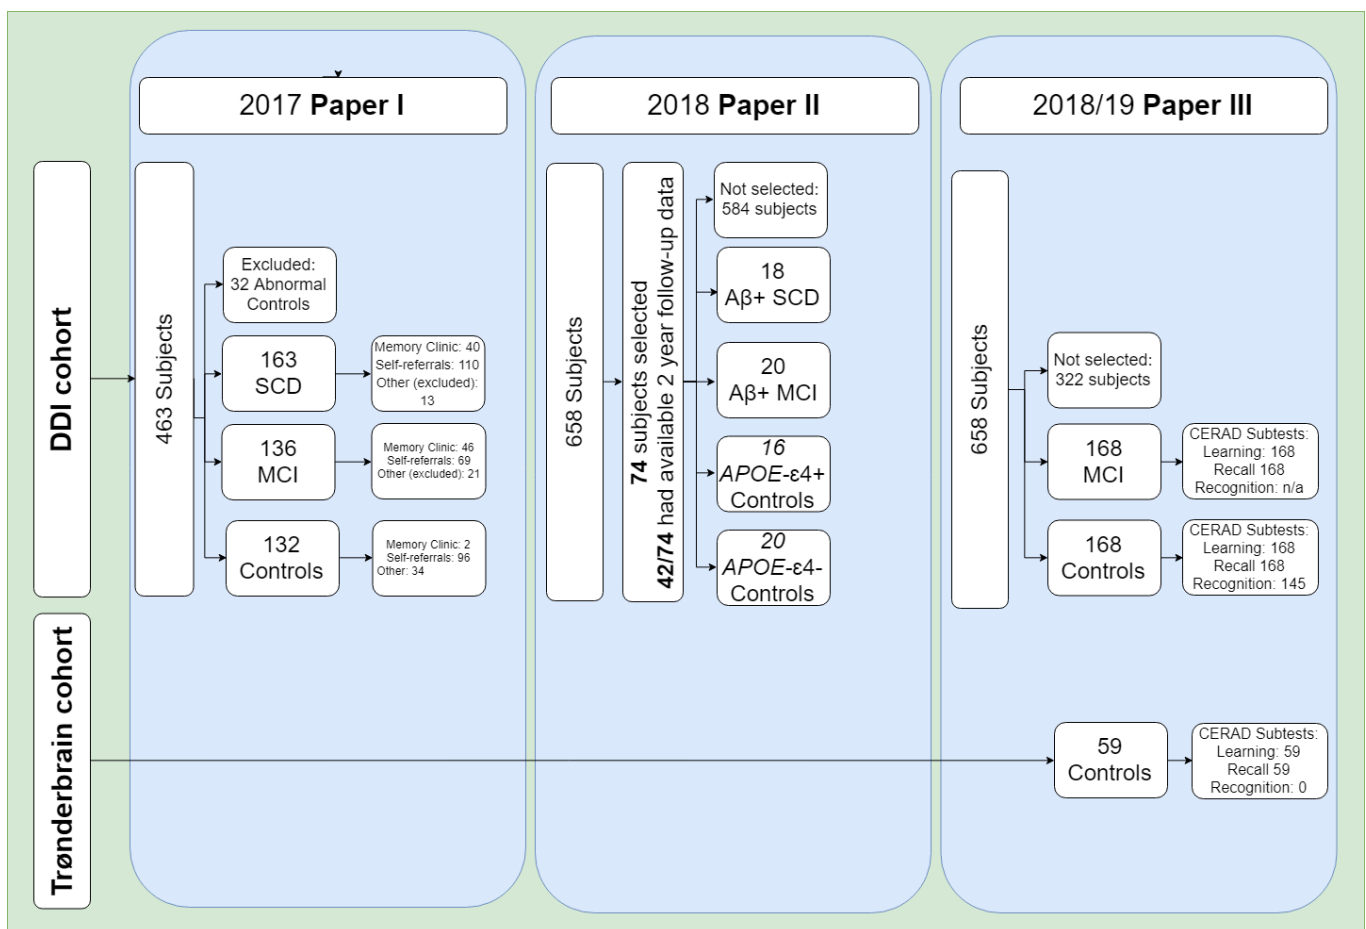 2017 Paper I
2018 Paper II
2018/19 Paper III
DDI cohort
463 Subjects
Excluded:
32 Abnormal
Controls
163
SCD
Memory Clinic: 40
Self-referrals: 110
Other (excluded):
13
136
MCI
Memory Clinic: 46
Self-referrals: 69
Other (excluded): 21
132
Controls
Memory Clinic: 2
Self-referrals: 96
Other: 34
658 Subjects
74 subjects selected
42/74 had available 2 year follow-up data
Not selected:
584 subjects
18
Aβ+ SCD
20
Aβ+ MCI
16
APOE-ε4+
Controls
20
APOE-ε4-
Controls
658 Subjects
Not selected:
322 subjects
168
MCI
CERAD Subtests:
Learning: 168
Recall 168
Recognition: n/a
168
Controls
CERAD Subtests:
Learning: 168
Recall 168
Recognition: 145
Trønderbrain cohort
59
Controls
CERAD Subtests:
Learning: 59
Recall 59
Recognition: 0